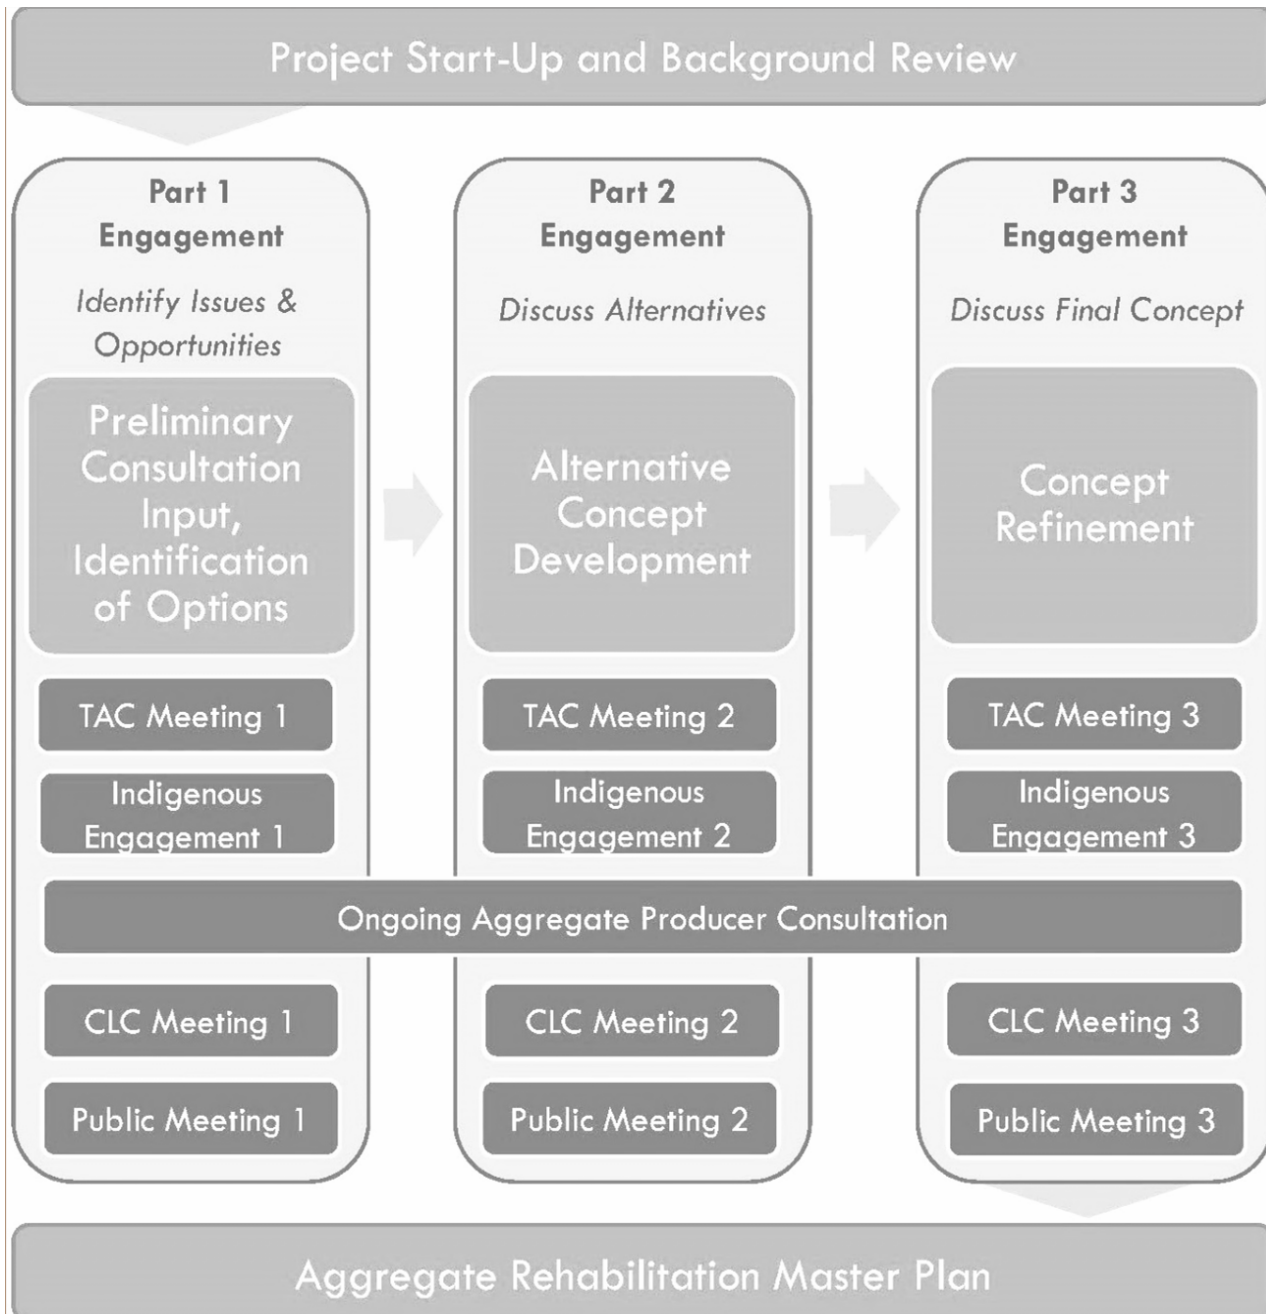 Project Start-Up and Background Review
Part 1
Engagement
Identify Issues &
Opportunities
Preliminary
Consultation
Input,
Identification
of Options
TAC Meeting 1
Indigenous
Engagement 1
Part 2
Engagement
Discuss Alternatives
Alternative
Concept
Development
TAC Meeting 2
Indigenous
Engagement 2
Part 3
Engagement
Discuss Final Concept
Concept
Refinement
TAC Meeting 3
Indigenous
Engagement 3
Ongoing Aggregate Producer Consultation
CLC Meeting 1
Public Meeting 1
CLC Meeting 2
Public Meeting 2
CLC Meeting 3
Public Meeting 3
Aggregate Rehabilitation Master Plan